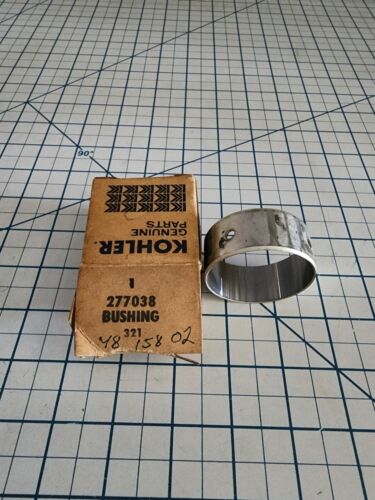 KOHLER.
GENUINE
PARTS
1
277038
BUSHING
321
48 158 02
90°